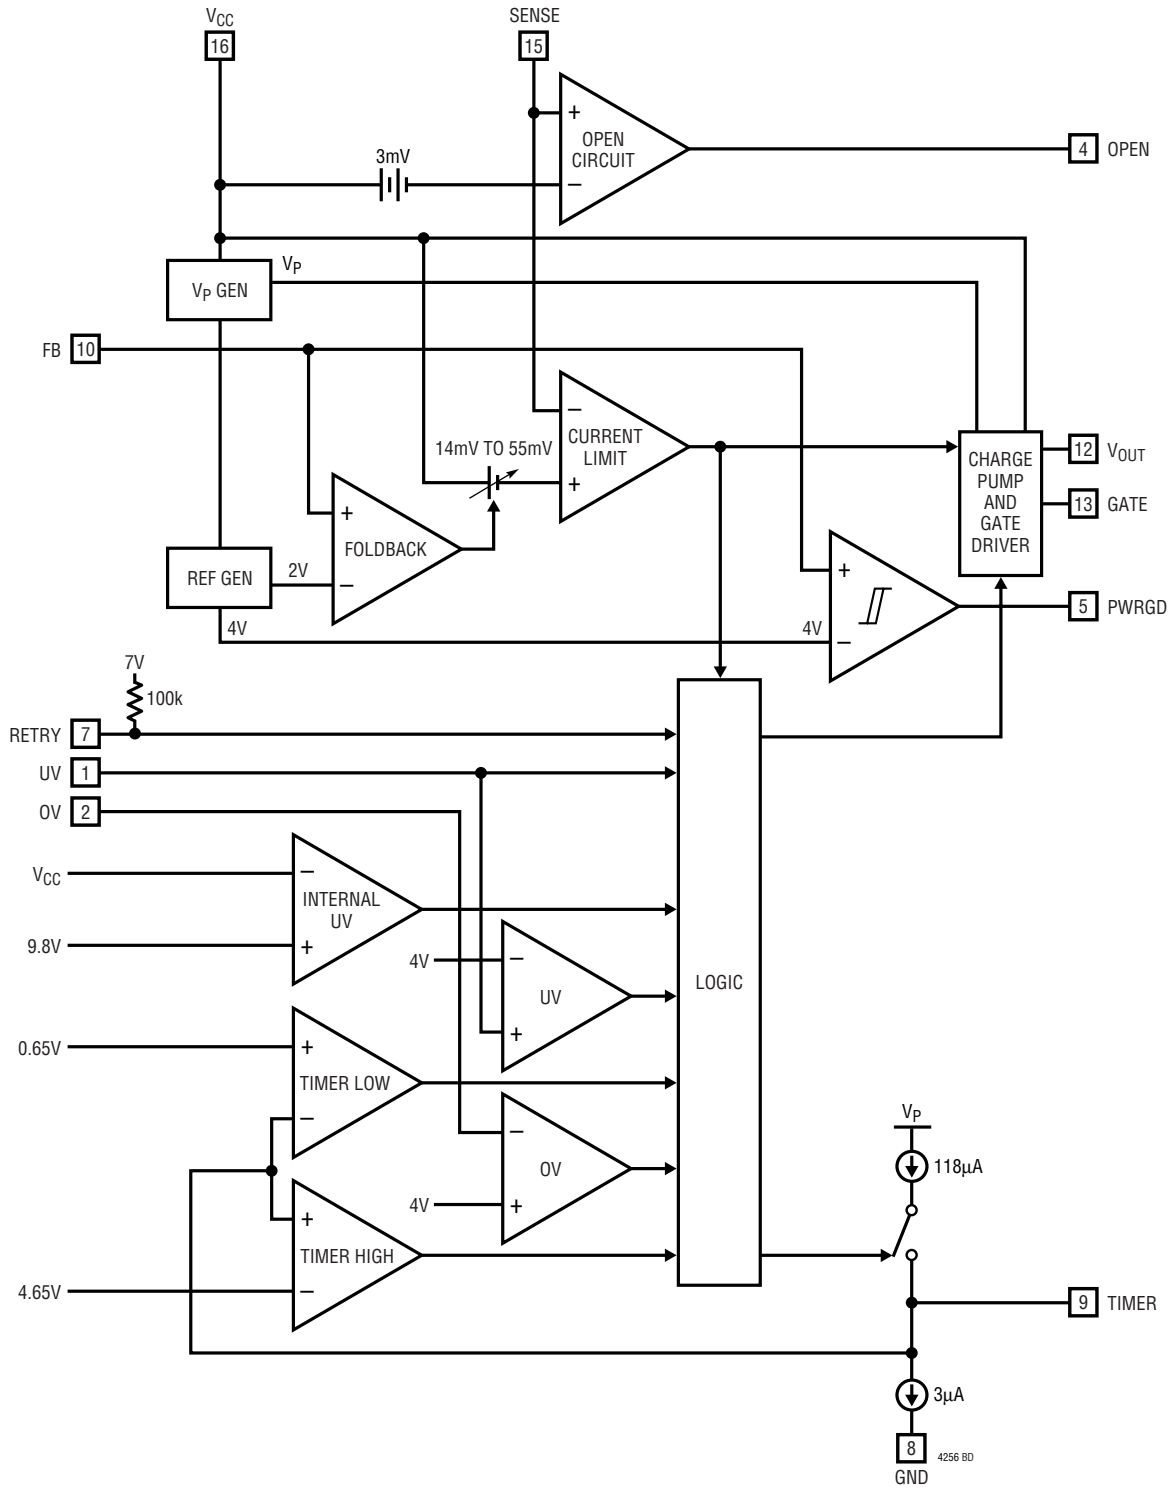 VCC
16
SENSE
15
+
OPEN
CIRCUIT
−
3mV
4
OPEN
VP GEN
VP
FB
10
−
CURRENT
LIMIT
+
14mV TO 55mV
CHARGE
PUMP
AND
GATE
DRIVER
12
VOUT
13
GATE
+
FOLDBACK
−
REF GEN
2V
4V
4V
+
−
5
PWRGD
7V
100k
RETRY
7
UV
1
OV
2
VCC
−
INTERNAL
UV
+
9.8V
4V
−
UV
+
LOGIC
0.65V
+
TIMER LOW
−
−
OV
+
4V
+
TIMER HIGH
−
4.65V
VP
118µA
9
TIMER
3µA
8
GND
4256 BD